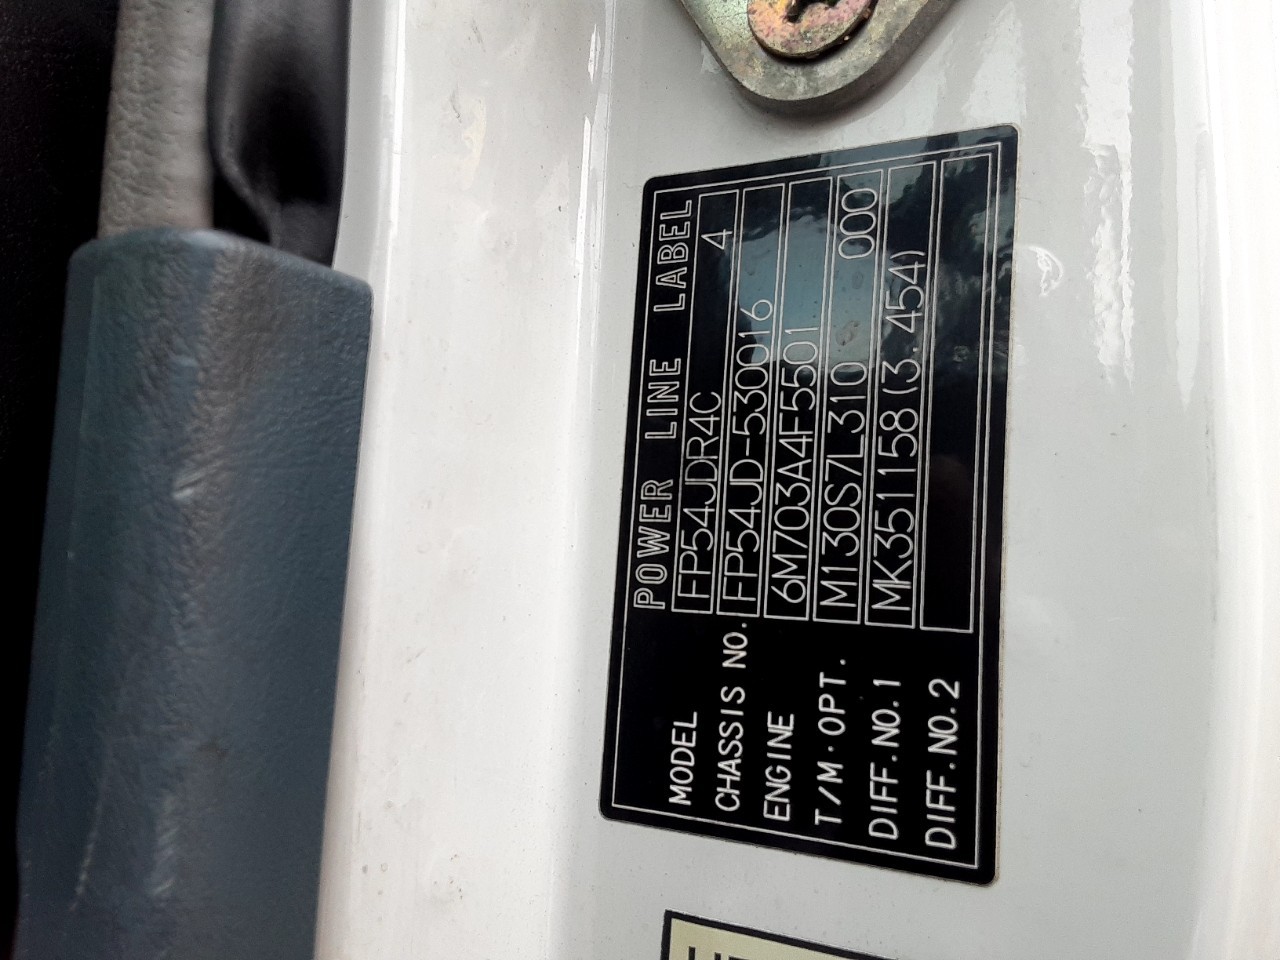 POWER LINE LABEL
MODEL FP54JDR4C 4
CHASSIS NO. FP54JD-530016
ENGINE 6M703A4F5501
T/M·OPT. M130S7L310 000
DIFF.NO.1 MK351158(3.454)
DIFF.NO.2